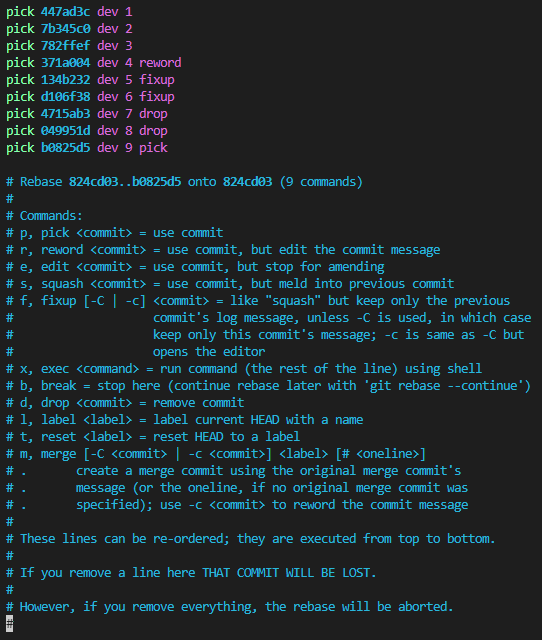 pick 447ad3c dev 1
pick 7b345c0 dev 2
pick 782ffef dev 3
pick 371a004 dev 4 reword
pick 134b232 dev 5 fixup
pick d106f38 dev 6 fixup
pick 4715ab3 dev 7 drop
pick 049951d dev 8 drop
pick b0825d5 dev 9 pick

# Rebase 824cd03..b0825d5 onto 824cd03 (9 commands)
#
# Commands:
# p, pick <commit> = use commit
# r, reword <commit> = use commit, but edit the commit message
# e, edit <commit> = use commit, but stop for amending
# s, squash <commit> = use commit, but meld into previous commit
# f, fixup [-C | -c] <commit> = like "squash" but keep only the previous
#                    commit's log message, unless -C is used, in which case
#                    keep only this commit's message; -c is same as -C but
#                    opens the editor
# x, exec <command> = run command (the rest of the line) using shell
# b, break = stop here (continue rebase later with 'git rebase --continue')
# d, drop <commit> = remove commit
# l, label <label> = label current HEAD with a name
# t, reset <label> = reset HEAD to a label
# m, merge [-C <commit> | -c <commit>] <label> [# <oneline>]
# .       create a merge commit using the original merge commit's
# .       message (or the oneline, if no original merge commit was
# .       specified); use -c <commit> to reword the commit message
#
# These lines can be re-ordered; they are executed from top to bottom.
#
# If you remove a line here THAT COMMIT WILL BE LOST.
#
# However, if you remove everything, the rebase will be aborted.
#